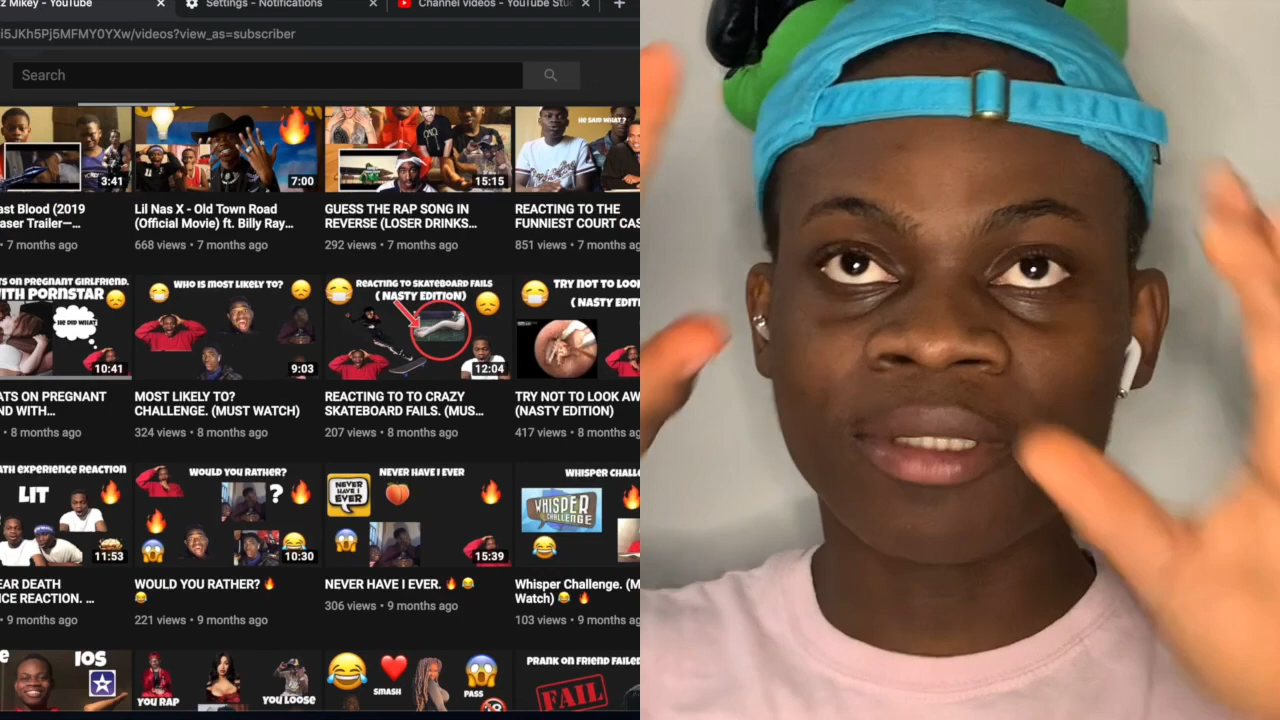 z Mikey - YouTube
Settings - Notifications
Channel videos - YouTube Stu
i5JKh5Pj5MFMY0YXw/videos?view_as=subscriber
Search
HE SAID WHAT?
3:41
7:00
15:15
ast Blood (2019
aser Trailer—...
• 7 months ago
Lil Nas X - Old Town Road
(Official Movie) ft. Billy Ray...
668 views • 7 months ago
GUESS THE RAP SONG IN
REVERSE (LOSER DRINKS...
292 views • 7 months ago
REACTING TO THE
FUNNIEST COURT CAS
851 views • 7 months ago
TS ON PREGNANT GIRLFRIEND.
WITH PORNSTAR
HE DID WHAT
10:41
WHO IS MOST LIKELY TO?
9:03
REACTING TO SKATEBOARD FAILS
(NASTY EDITION)
12:04
TRY NOT TO LOO
(NASTY EDIT
ATS ON PREGNANT
ND WITH...
• 8 months ago
MOST LIKELY TO?
CHALLENGE. (MUST WATCH)
324 views • 8 months ago
REACTING TO TO CRAZY
SKATEBOARD FAILS. (MUS...
207 views • 8 months ago
TRY NOT TO LOOK AW
(NASTY EDITION)
417 views • 8 months ago
ATH EXPERIENCE REACTION
LIT
11:53
WOULD YOU RATHER?
?
10:30
NEVER HAVE I EVER
NEVER
HAVE I
EVER
15:39
WHISPER CHALL
WHISPER
CHALLENGE
EAR DEATH
CE REACTION. ...
• 9 months ago
WOULD YOU RATHER? 🔥
😂
221 views • 9 months ago
NEVER HAVE I EVER. 🔥 😂
306 views • 9 months ago
Whisper Challenge. (M
Watch) 😂 🔥
103 views • 9 months ago
IOS
YOU RAP
YOU LOOSE
SMASH
PASS
18
PRANK ON FRIEND FAILED
FAIL